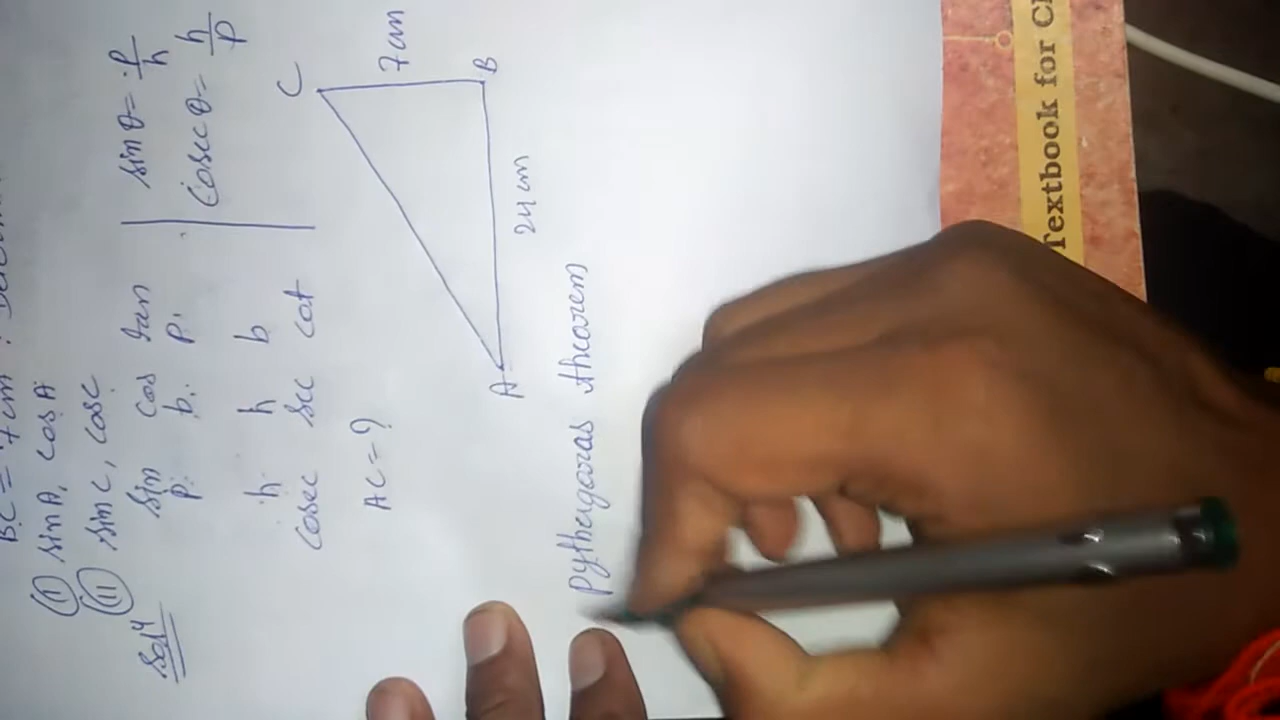 BC = 7cm.
(i) sin A, cos A
(ii) sin C, cos C
Solⁿ
sin cos tan
p. b. p.
h h b
cosec sec cot
sin θ = p/h
cosec θ = h/p
AC = ?
C
7cm
B
24cm
A
Pythagoras theorem
Textbook for Cl